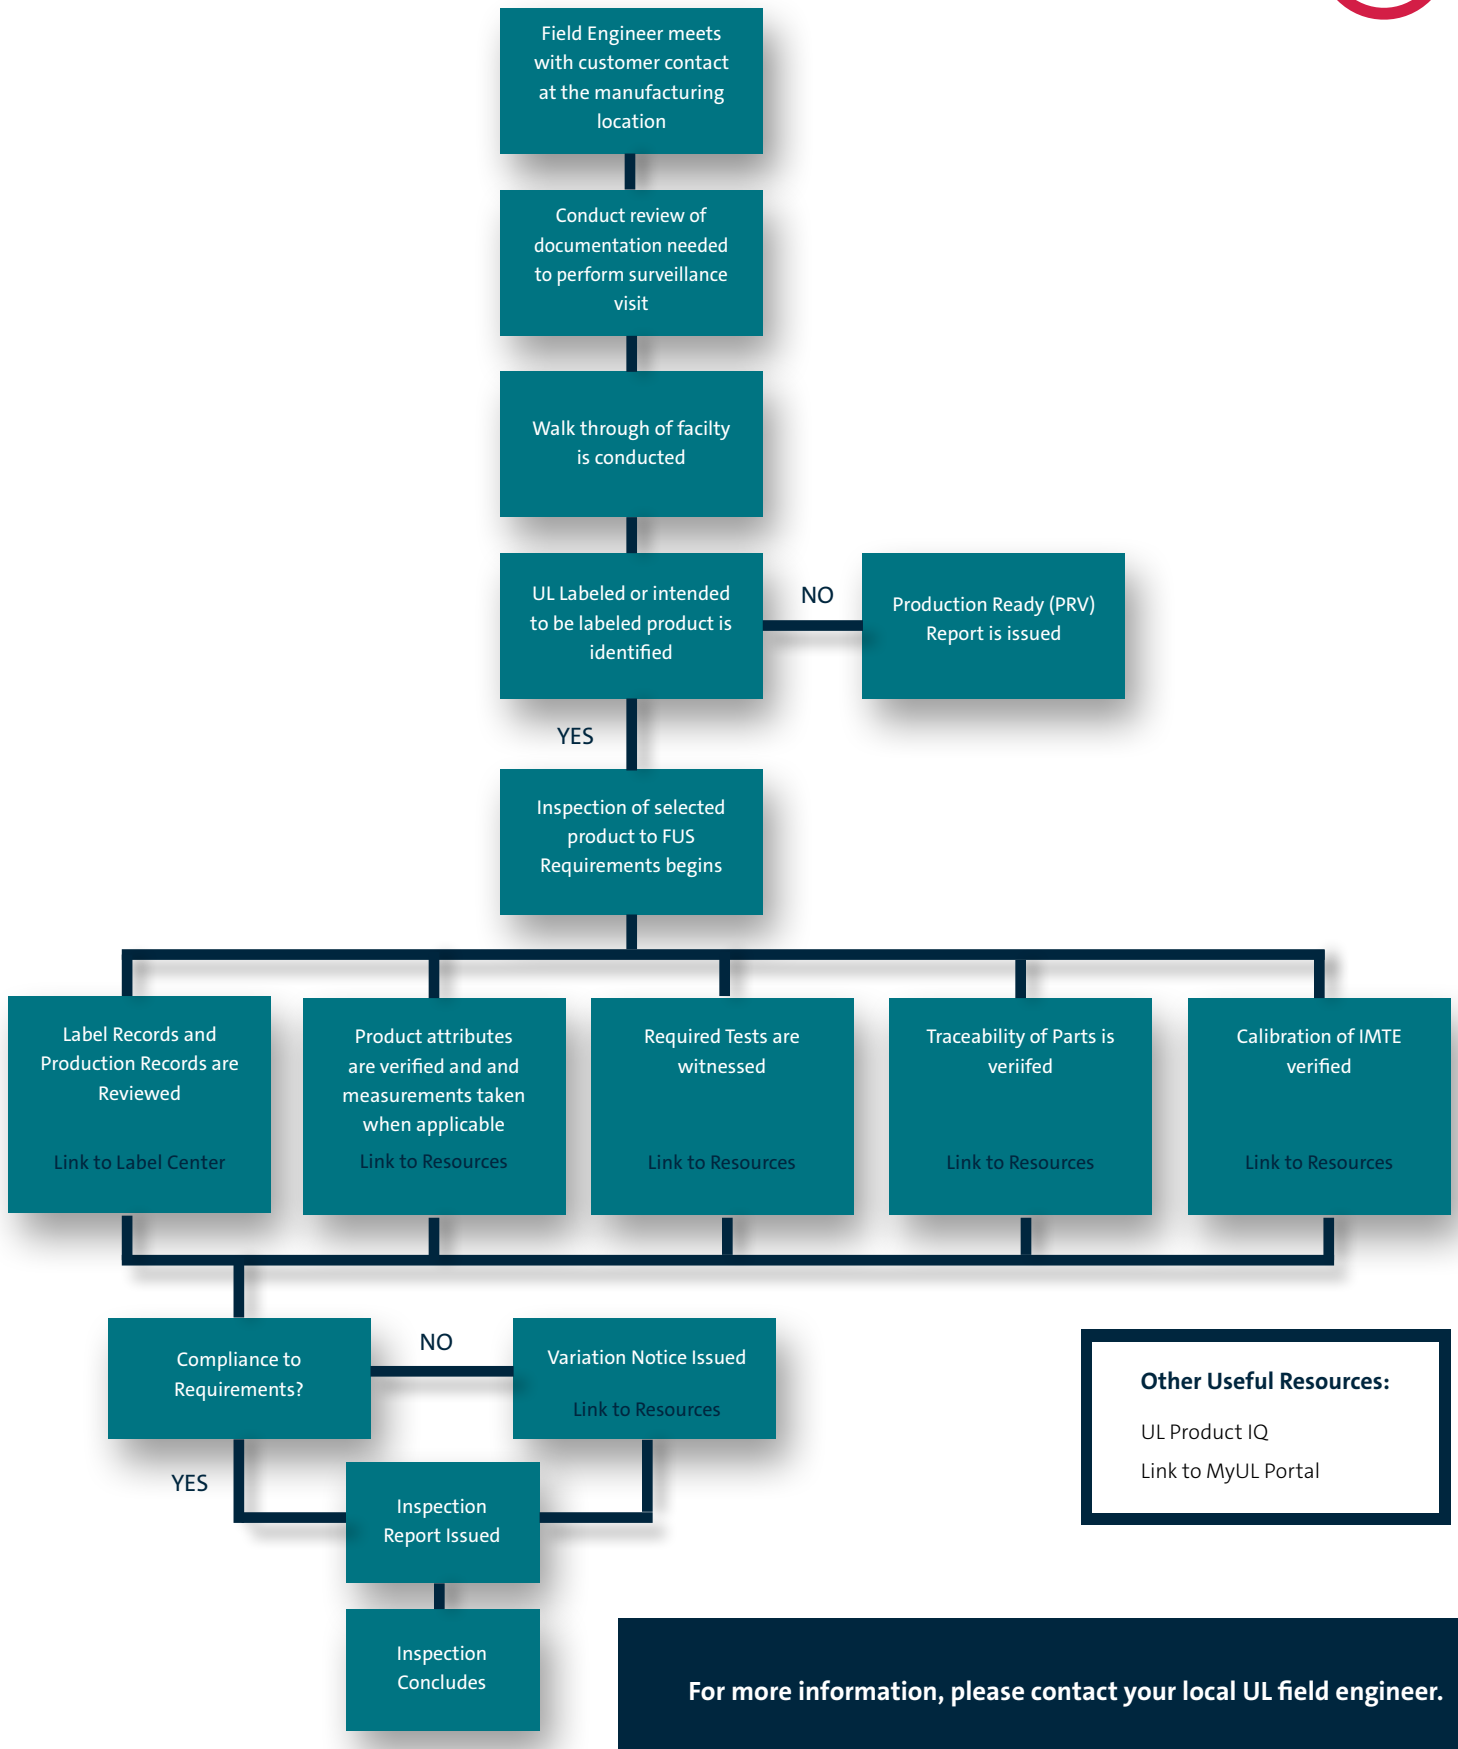 Field Engineer meets
with customer contact
at the manufacturing
location
Conduct review of
documentation needed
to perform surveillance
visit
Walk through of facilty
is conducted
UL Labeled or intended
to be labeled product is
identified
NO
Production Ready (PRV)
Report is issued
YES
Inspection of selected
product to FUS
Requirements begins
Label Records and
Production Records are
Reviewed
Link to Label Center
Product attributes
are verified and and
measurements taken
when applicable
Link to Resources
Required Tests are
witnessed
Link to Resources
Traceability of Parts is
veriifed
Link to Resources
Calibration of IMTE
verified
Link to Resources
Compliance to
Requirements?
NO
Variation Notice Issued
Link to Resources
YES
Inspection
Report Issued
Inspection
Concludes
Other Useful Resources:
UL Product IQ
Link to MyUL Portal
For more information, please contact your local UL field engineer.